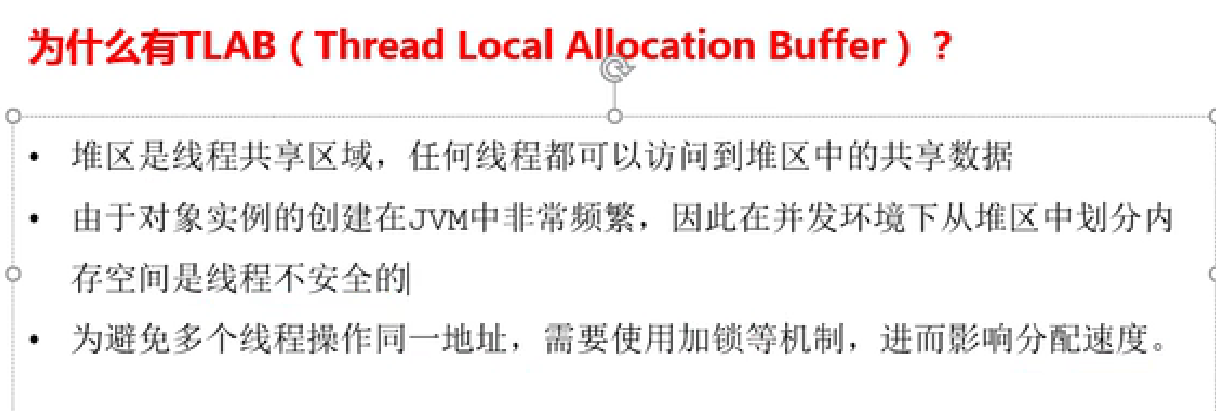 为什么有TLAB（Thread Local Allocation Buffer）？
• 堆区是线程共享区域，任何线程都可以访问到堆区中的共享数据
• 由于对象实例的创建在JVM中非常频繁，因此在并发环境下从堆区中划分内
存空间是线程不安全的
• 为避免多个线程操作同一地址，需要使用加锁等机制，进而影响分配速度。